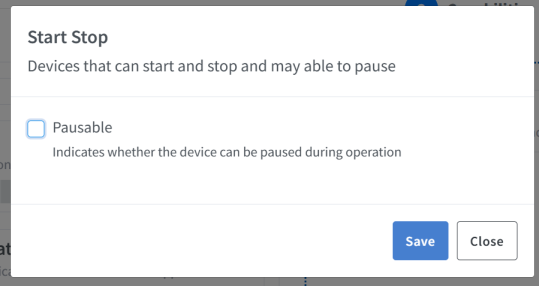 Start Stop
Devices that can start and stop and may able to pause
Pausable
Indicates whether the device can be paused during operation
Save
Close